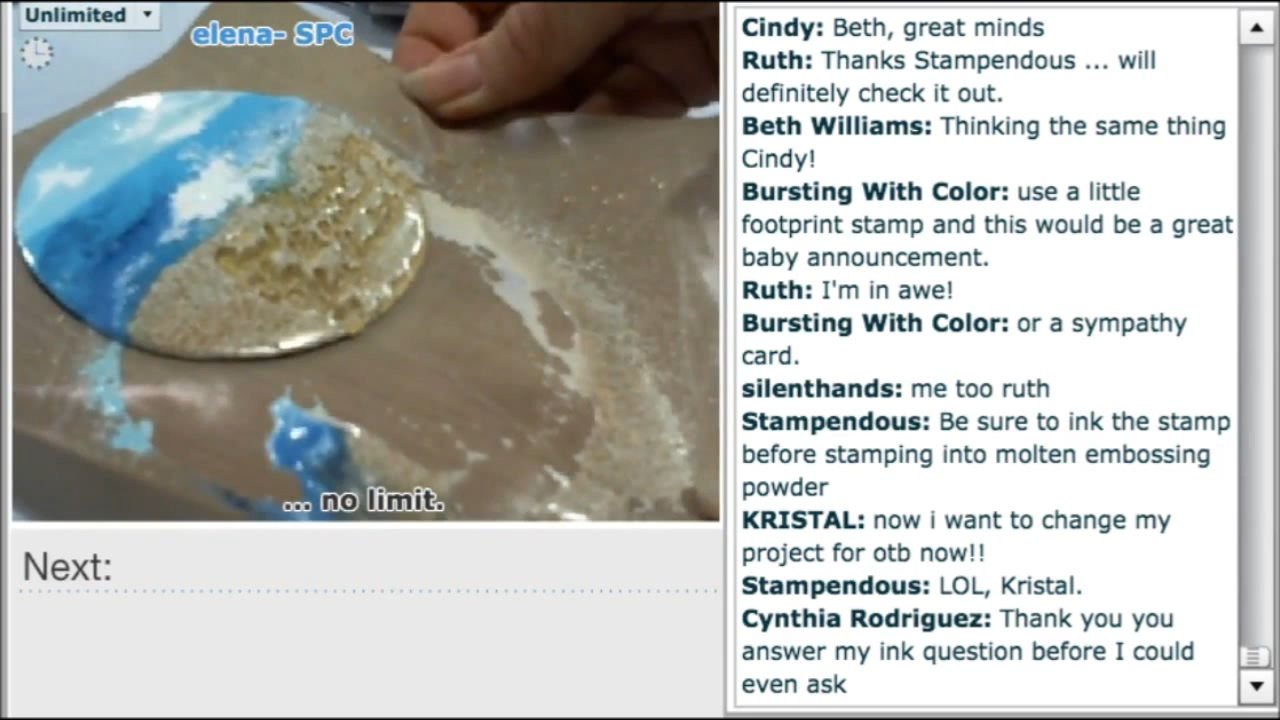 Unlimited
elena- SPC
... no limit.
Next:
Cindy: Beth, great minds
Ruth: Thanks Stampendous ... will
definitely check it out.
Beth Williams: Thinking the same thing
Cindy!
Bursting With Color: use a little
footprint stamp and this would be a great
baby announcement.
Ruth: I'm in awe!
Bursting With Color: or a sympathy
card.
silenthands: me too ruth
Stampendous: Be sure to ink the stamp
before stamping into molten embossing
powder
KRISTAL: now i want to change my
project for otb now!!
Stampendous: LOL, Kristal.
Cynthia Rodriguez: Thank you you
answer my ink question before I could
even ask